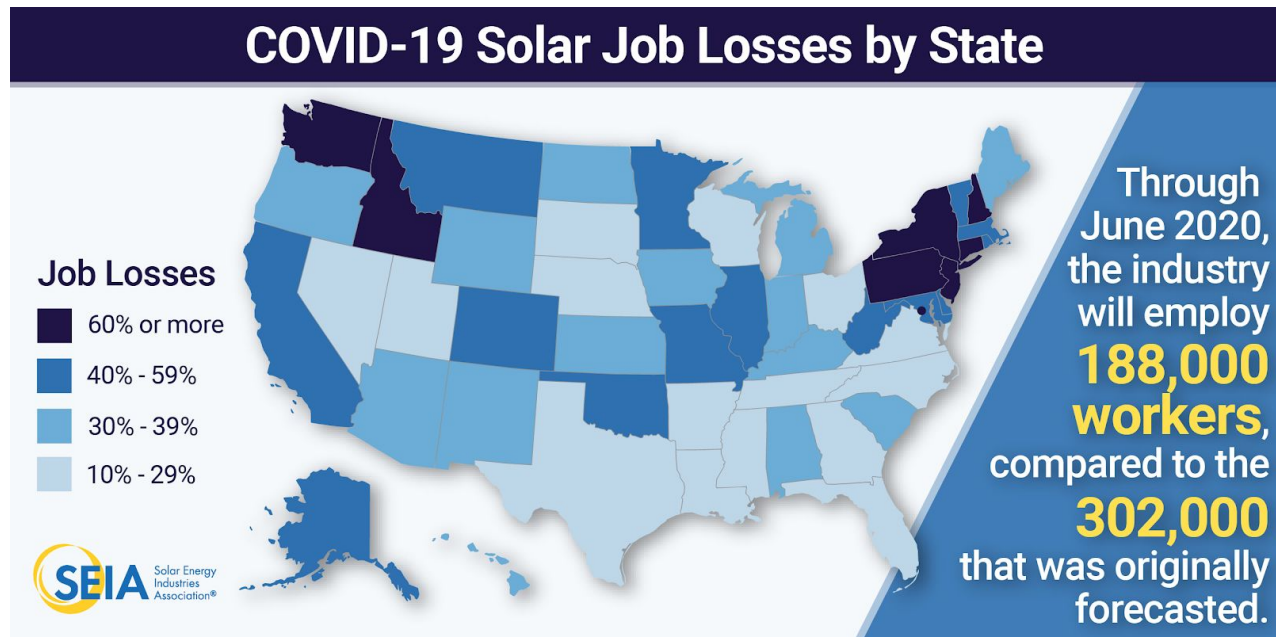 COVID-19 Solar Job Losses by State
Job Losses
60% or more
40% - 59%
30% - 39%
10% - 29%
SEIA
Solar Energy
Industries
Association®
Through
June 2020,
the industry
will employ
188,000
workers,
compared to the
302,000
that was originally
forecasted.